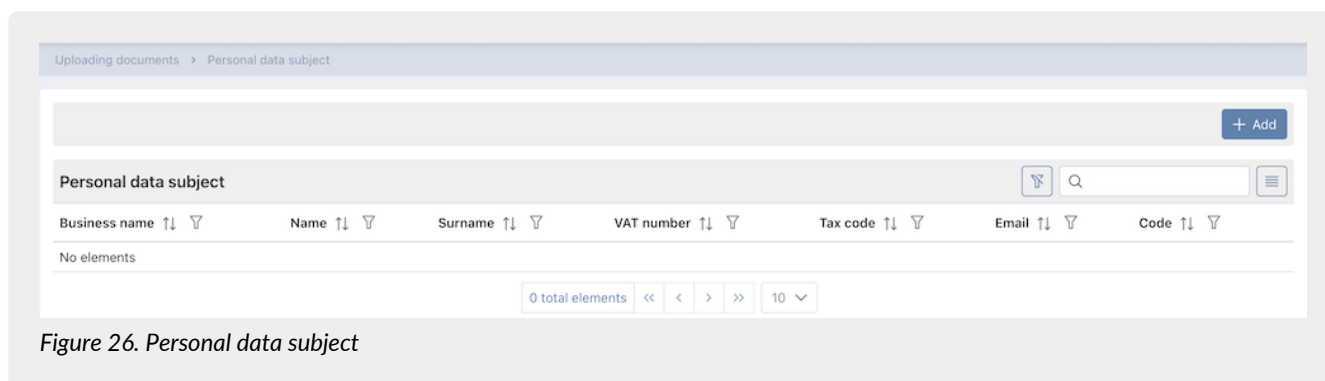 Uploading documents > Personal data subject
+ Add
Personal data subject
Business name Name Surname VAT number Tax code Email Code
No elements
0 total elements << < > >> 10
Figure 26. Personal data subject